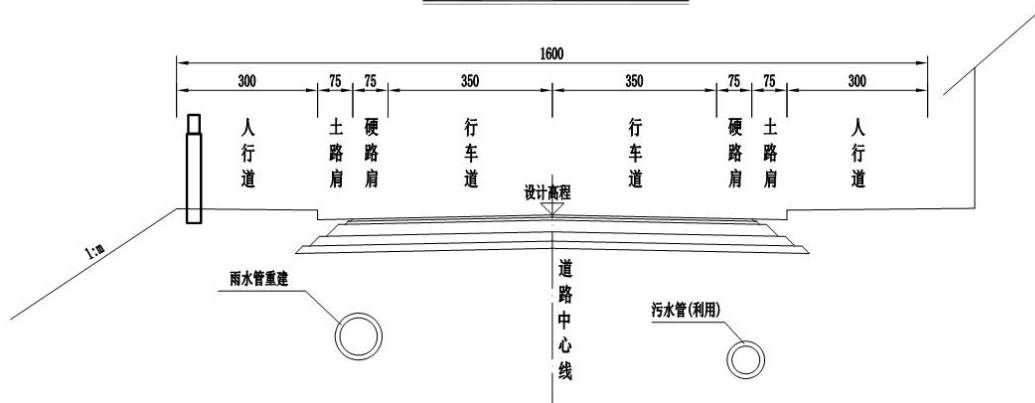 1600
300 75 75 350 350 75 75 300
人行道 土路肩 硬路肩 行车道 行车道 硬路肩 土路肩 人行道
设计高程
1:m
雨水管重建
污水管(利用)
道路中心线